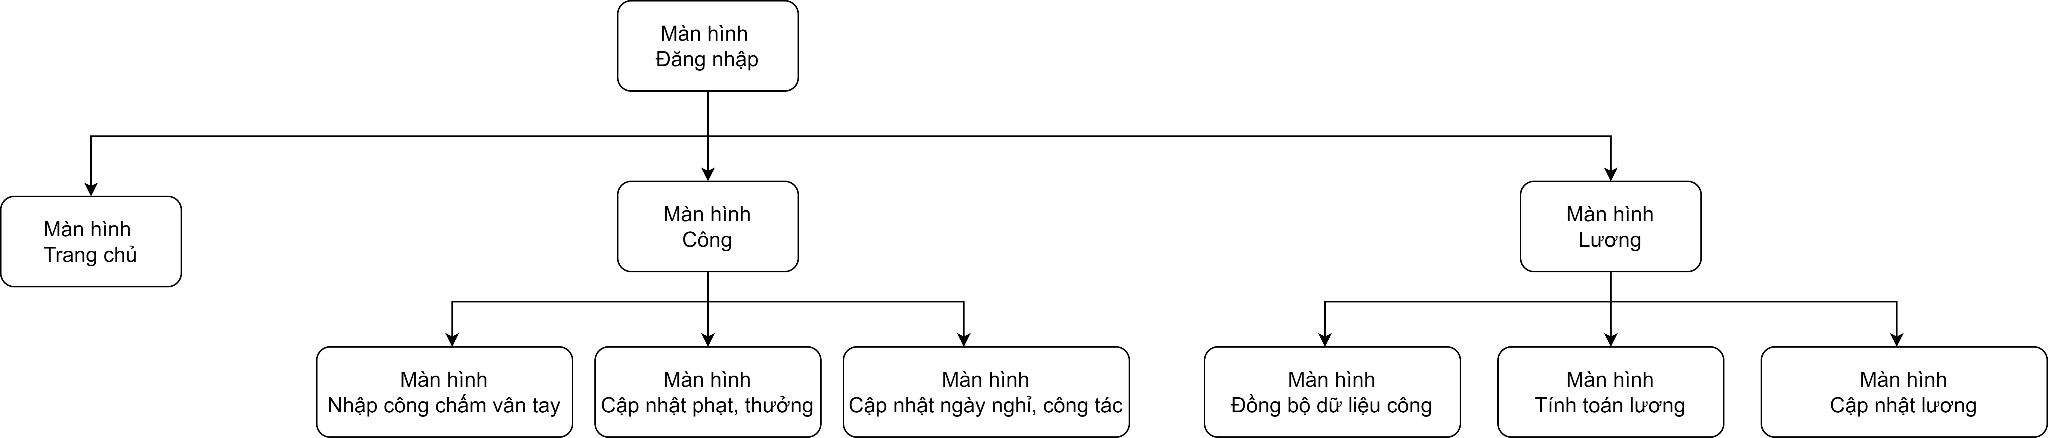 Màn hình
Đăng nhập
Màn hình
Trang chủ
Màn hình
Công
Màn hình
Lương
Màn hình
Nhập công chấm vân tay
Màn hình
Cập nhật phạt, thưởng
Màn hình
Cập nhật ngày nghỉ, công tác
Màn hình
Đồng bộ dữ liệu công
Màn hình
Tính toán lương
Màn hình
Cập nhật lương